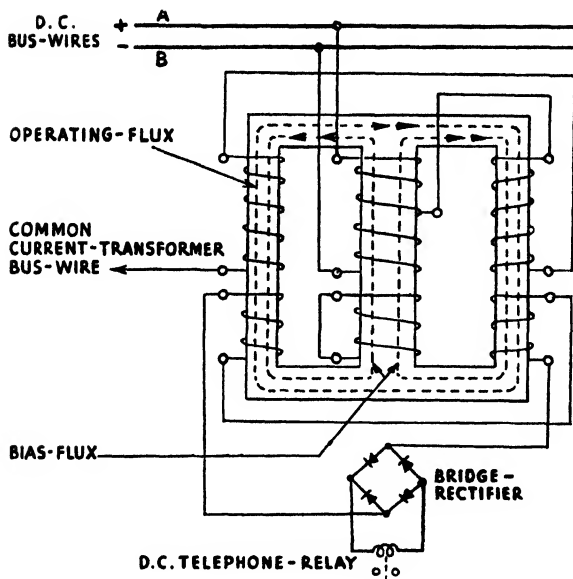 D.C. + A
BUS-WIRES - B
OPERATING-FLUX
COMMON
CURRENT-TRANSFORMER
BUS-WIRE
BIAS-FLUX
BRIDGE-
RECTIFIER
D.C. TELEPHONE-RELAY